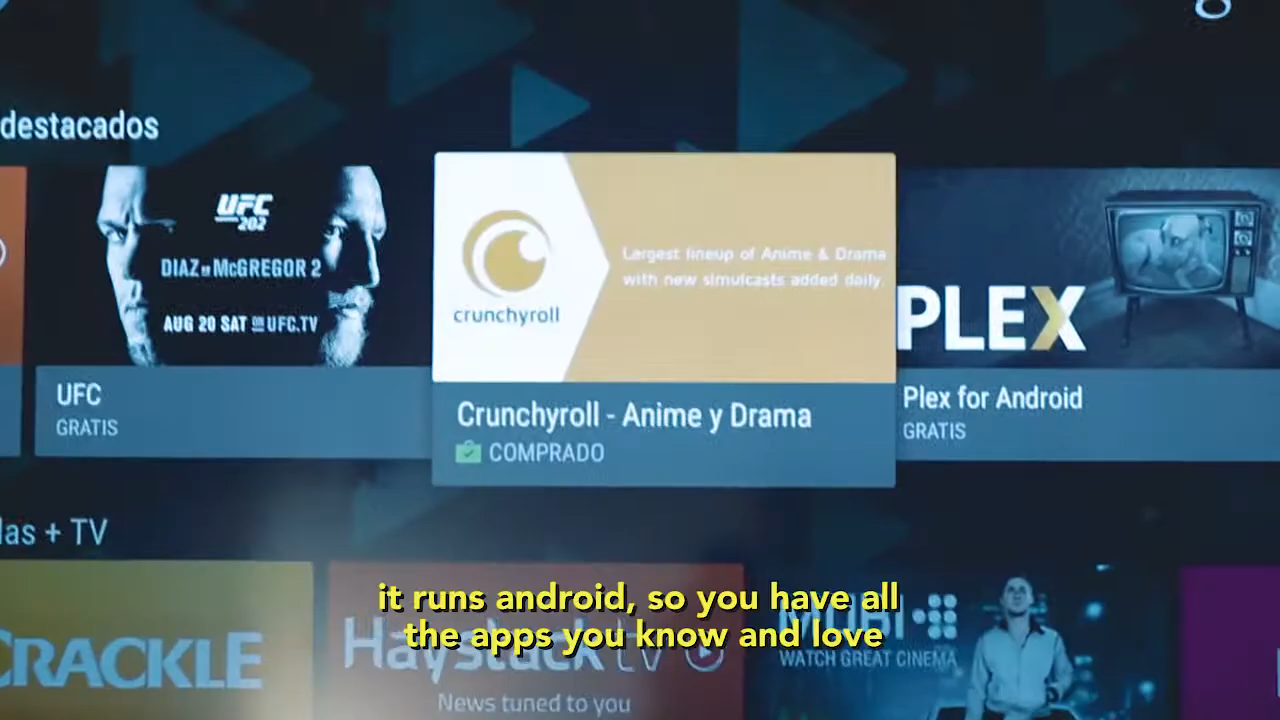 destacados
UFC
202
DIAZ vs McGREGOR 2
AUG 20 SAT ON UFC.TV
UFC
GRATIS
crunchyroll
Largest lineup of Anime & Drama
with new simulcasts added daily.
Crunchyroll - Anime y Drama
COMPRADO
PLEX
Plex for Android
GRATIS
las + TV
CRACKLE
Haystack tv
News tuned to you
MUBI
WATCH GREAT CINEMA
it runs android, so you have all
the apps you know and love